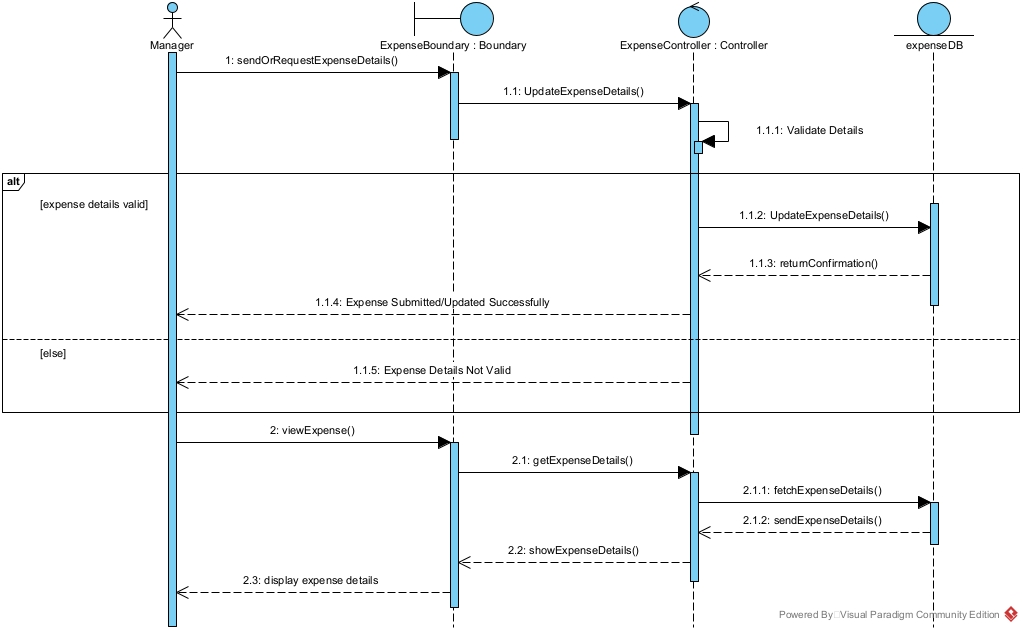 Manager
ExpenseBoundary : Boundary
ExpenseController : Controller
expenseDB
1: sendOrRequestExpenseDetails()
1.1: UpdateExpenseDetails()
1.1.1: Validate Details
alt
[expense details valid]
1.1.2: UpdateExpenseDetails()
1.1.3: returnConfirmation()
1.1.4: Expense Submitted/Updated Successfully
[else]
1.1.5: Expense Details Not Valid
2: viewExpense()
2.1: getExpenseDetails()
2.1.1: fetchExpenseDetails()
2.1.2: sendExpenseDetails()
2.2: showExpenseDetails()
2.3: display expense details
Powered By Visual Paradigm Community Edition